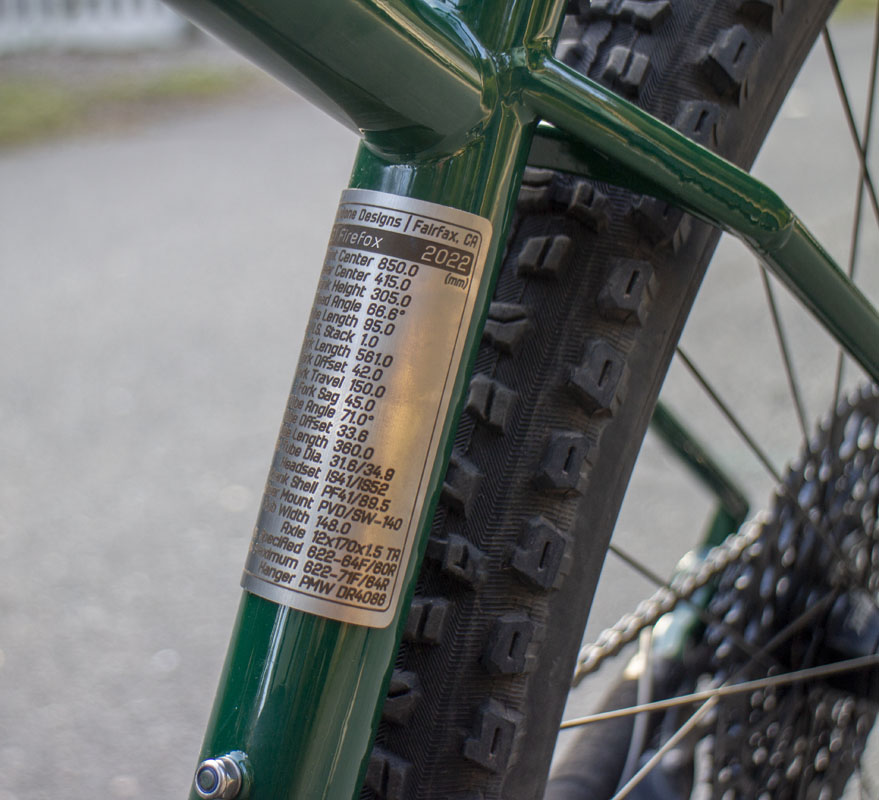 Designs | Fairfax, CA
FireFox 2022
Center 850.0 (mm)
Center 415.0
Height 305.0
Angle 66.6°
Length 95.0
Stack 1.0
Length 561.0
Offset 42.0
Travel 150.0
Fork Sag 45.0
Angle 71.0°
Offset 33.6
Length 360.0
Dia. 31.6/34.9
Headset IS41/IS52
Shell PF41/89.5
Mount PVD/SW-140
Width 148.0
Axle 12x170x1.5 TR
622-64F/60R
622-71F/64R
Hanger PMW DR4086